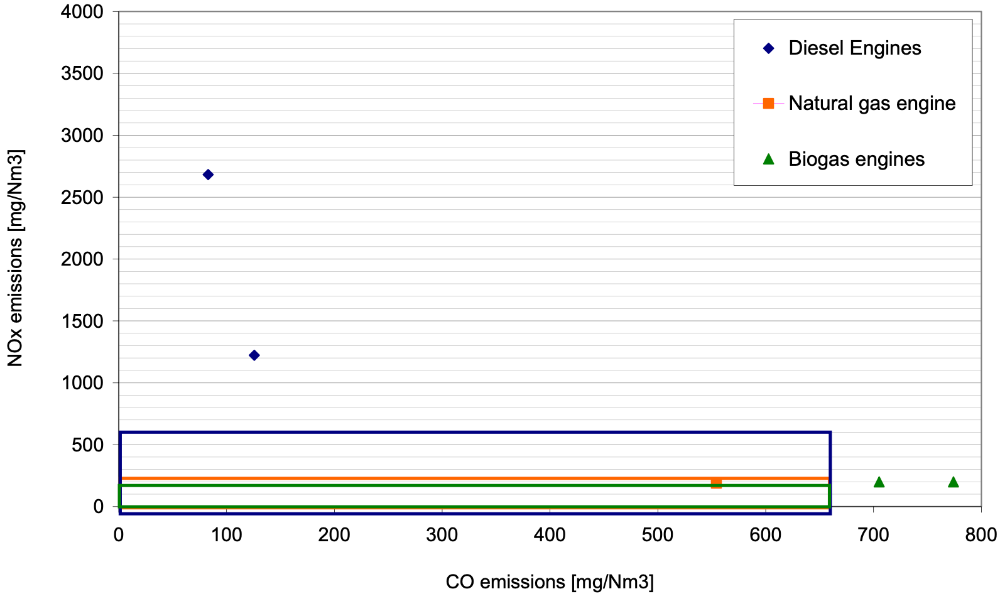 4000
3500
3000
2500
2000
1500
1000
500
0
NOx emissions [mg/Nm3]
Diesel Engines
Natural gas engine
Biogas engines
0 100 200 300 400 500 600 700 800
CO emissions [mg/Nm3]